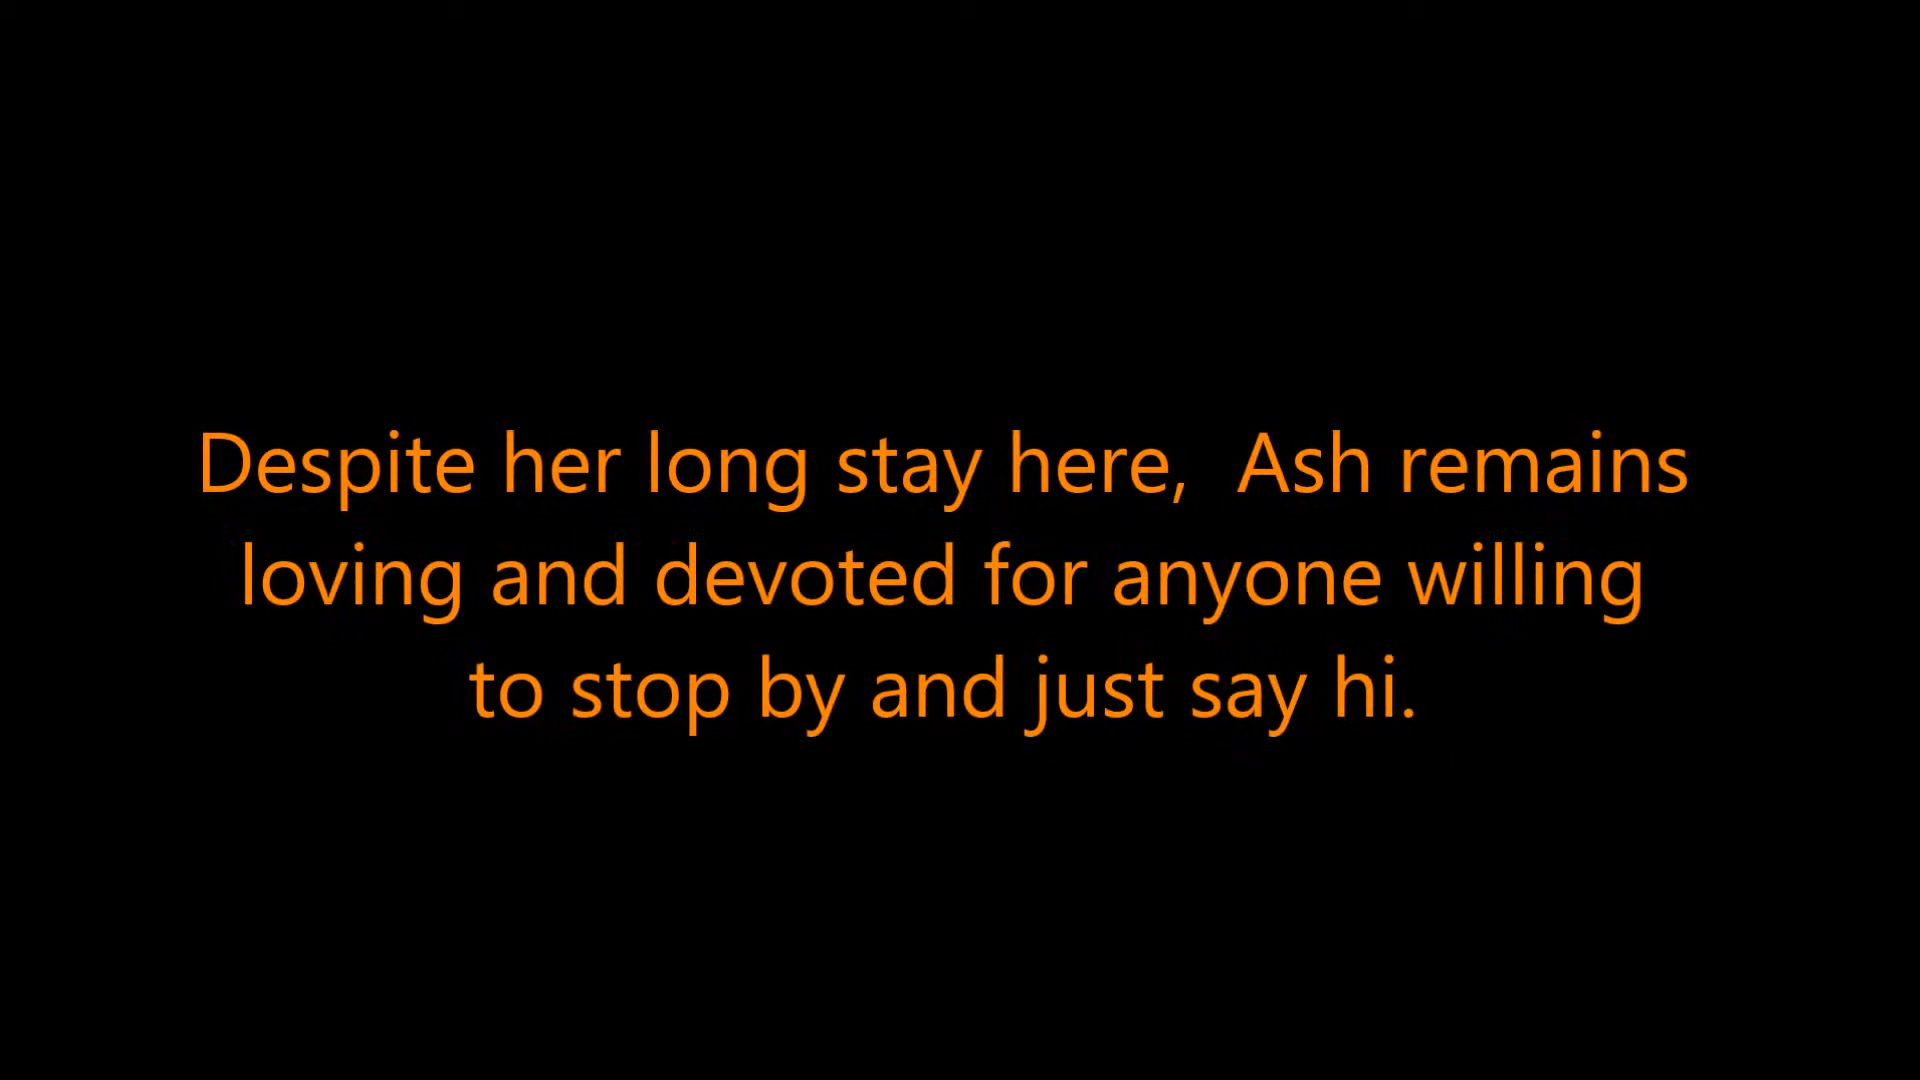 Despite her long stay here,  Ash remains
loving and devoted for anyone willing
to stop by and just say hi.